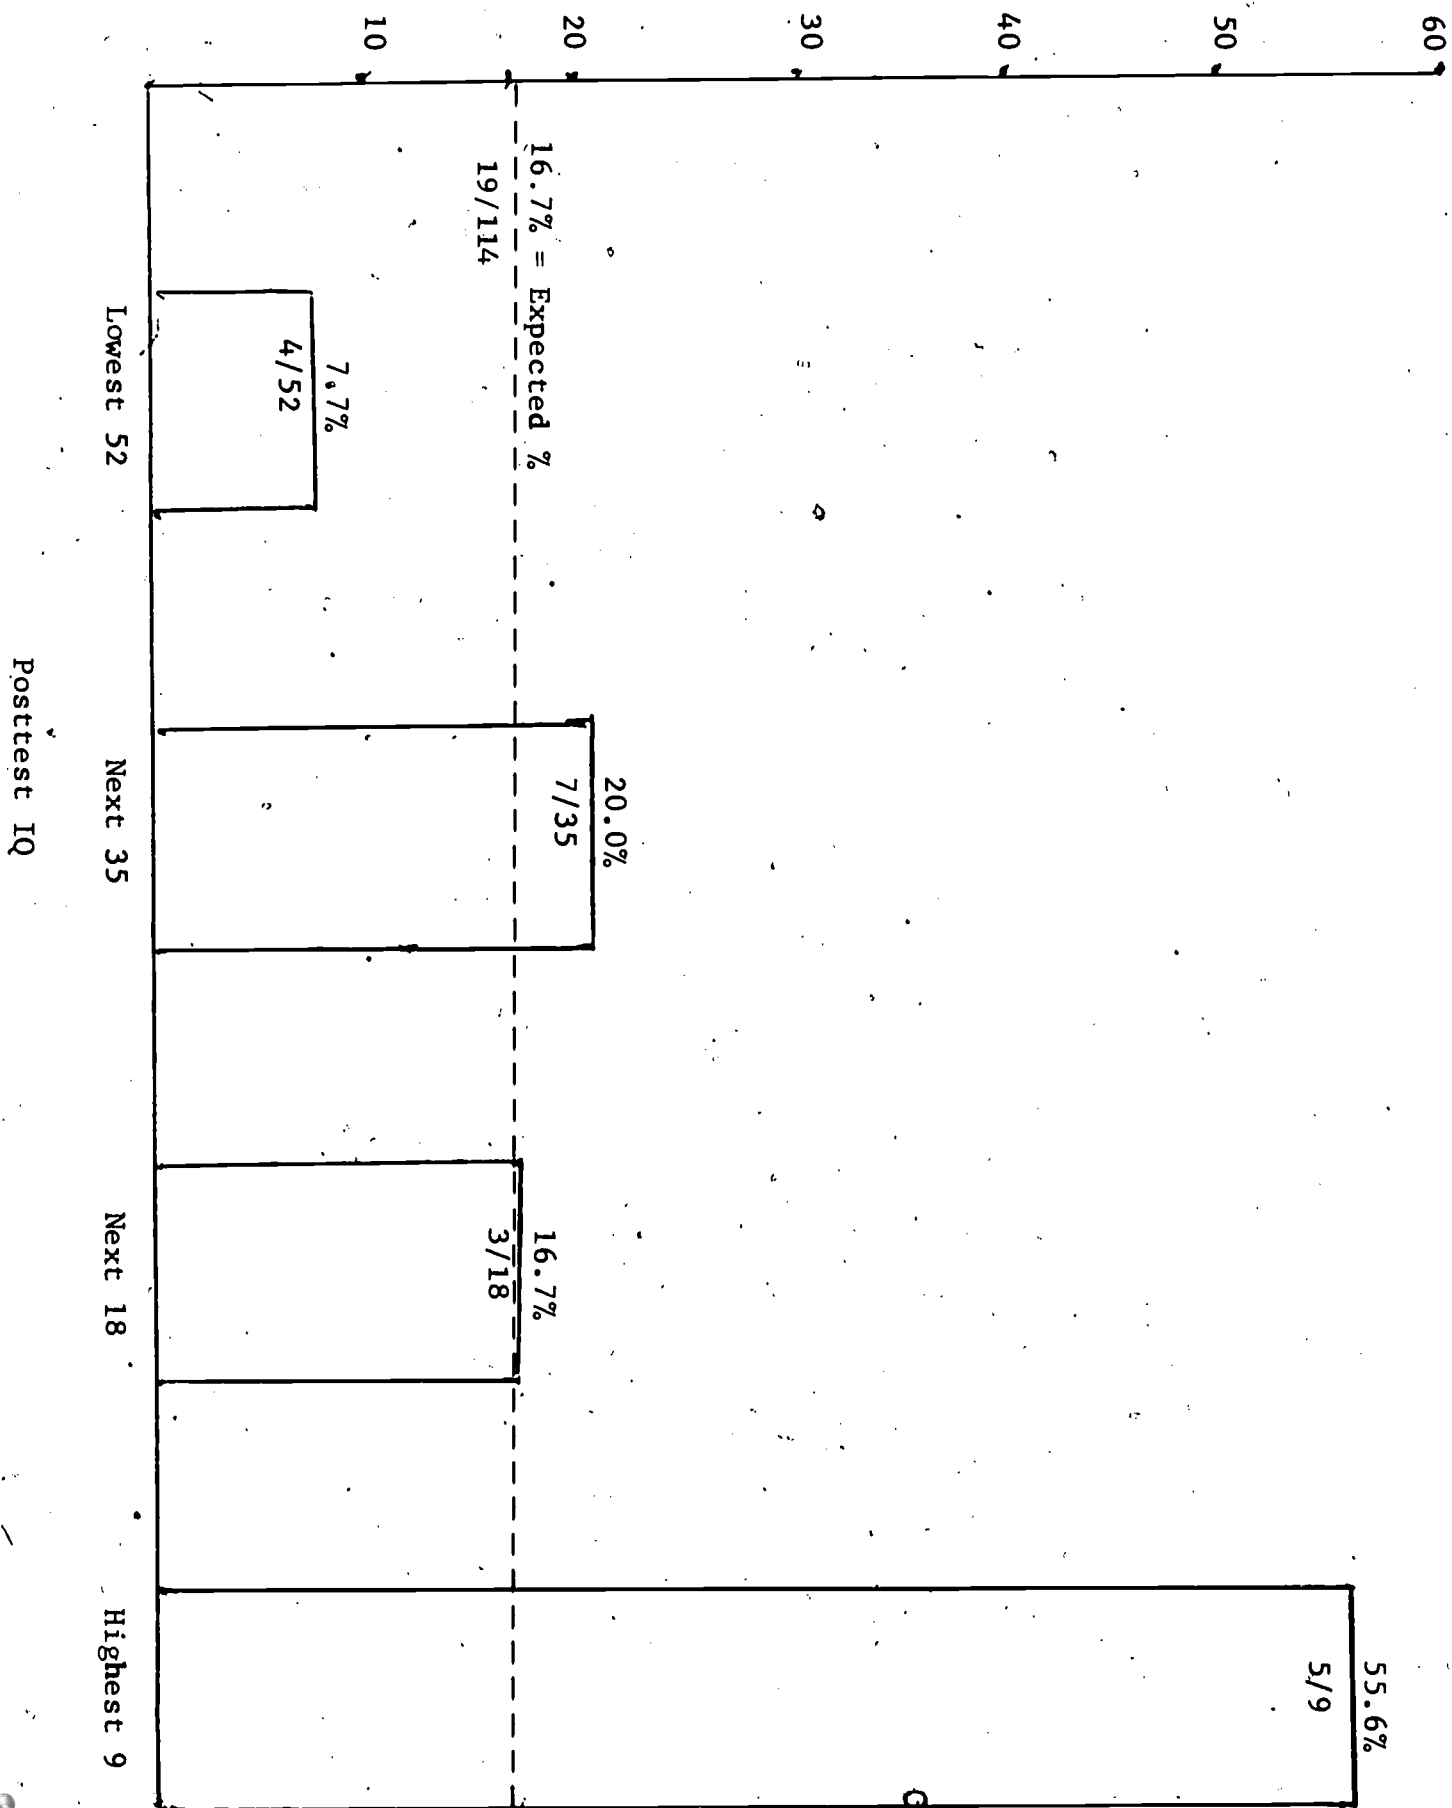 60
50
40
30
20
10
16.7% = Expected %
19/114
7.7%
4/52
20.0%
7/35
16.7%
3/18
55.6%
5/9
Lowest 52
Next 35
Next 18
Highest 9
Posttest IQ